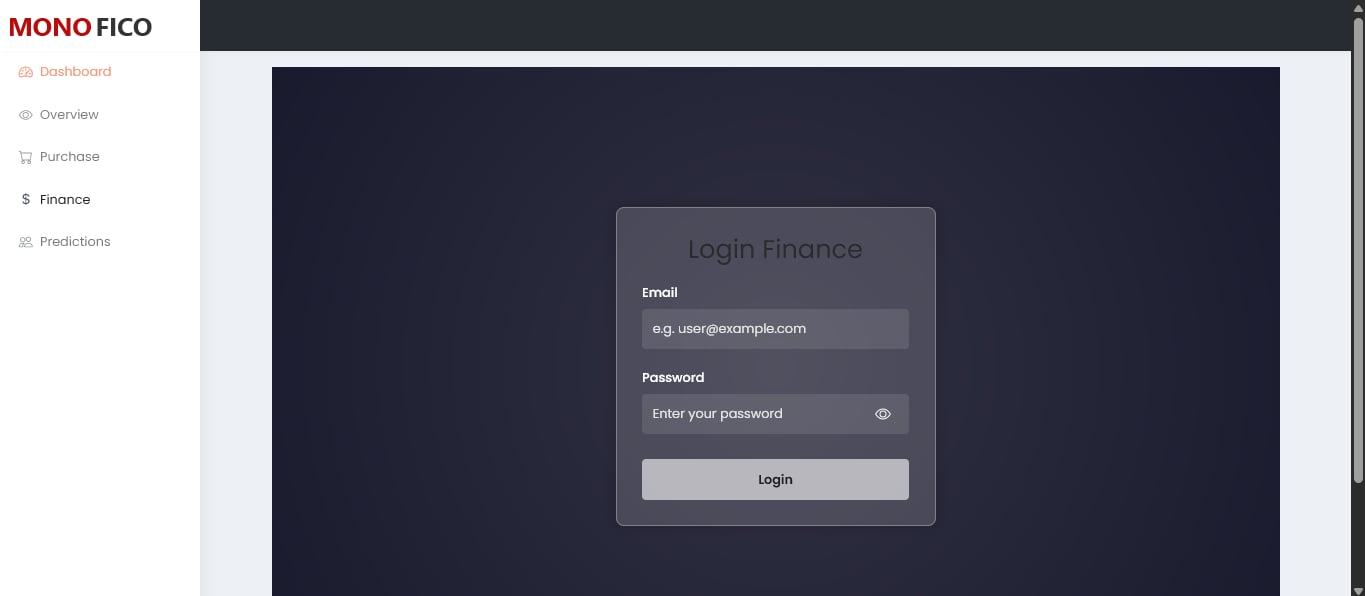 MONO FICO
Dashboard
Overview
Purchase
$ Finance
Predictions
Login Finance
Email
e.g. user@example.com
Password
Enter your password
Login